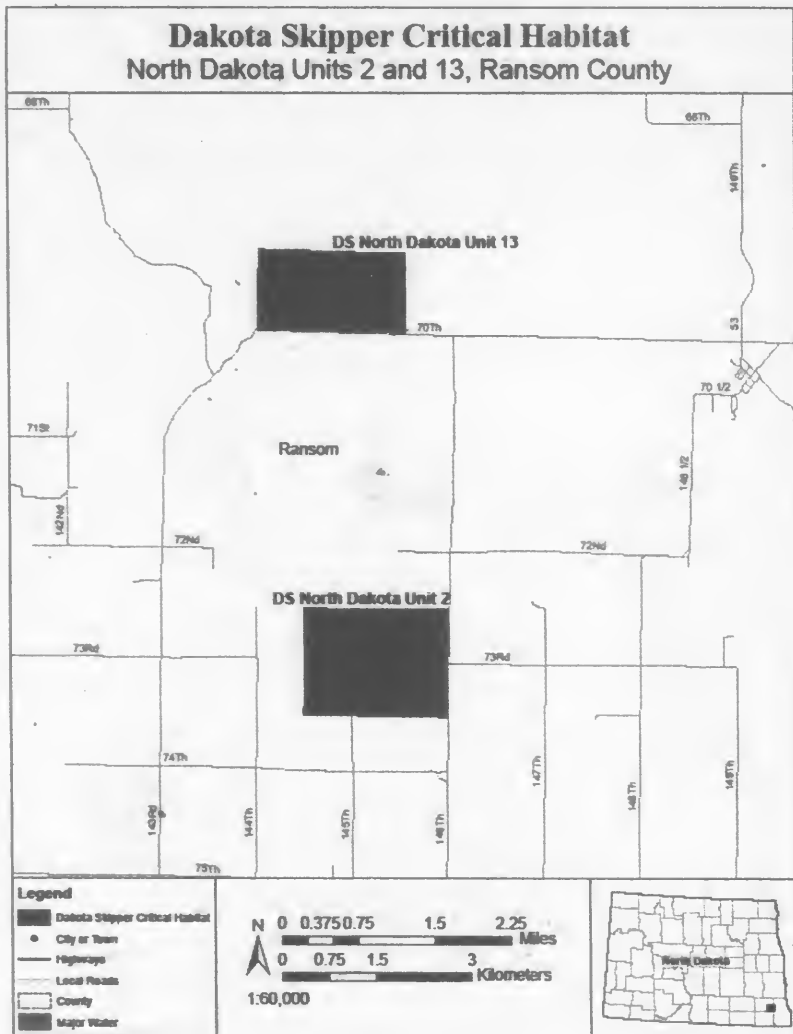 Dakota Skipper Critical Habitat
North Dakota Units 2 and 13, Ransom County
68Th
68Th
149Th
DS North Dakota Unit 13
70Th
53
70 1/2
71St
Ransom
148 1/2
142Nd
72Nd
72Nd
DS North Dakota Unit 2
73Rd
73Rd
74Th
143Rd
144Th
145Th
146Th
147Th
148Th
149Th
75Th
Legend
Dakota Skipper Critical Habitat
City or Town
Highways
Local Roads
County
Major Water
N
0 0.375 0.75 1.5 2.25
Miles
0 0.75 1.5 3
Kilometers
1:60,000
North Dakota